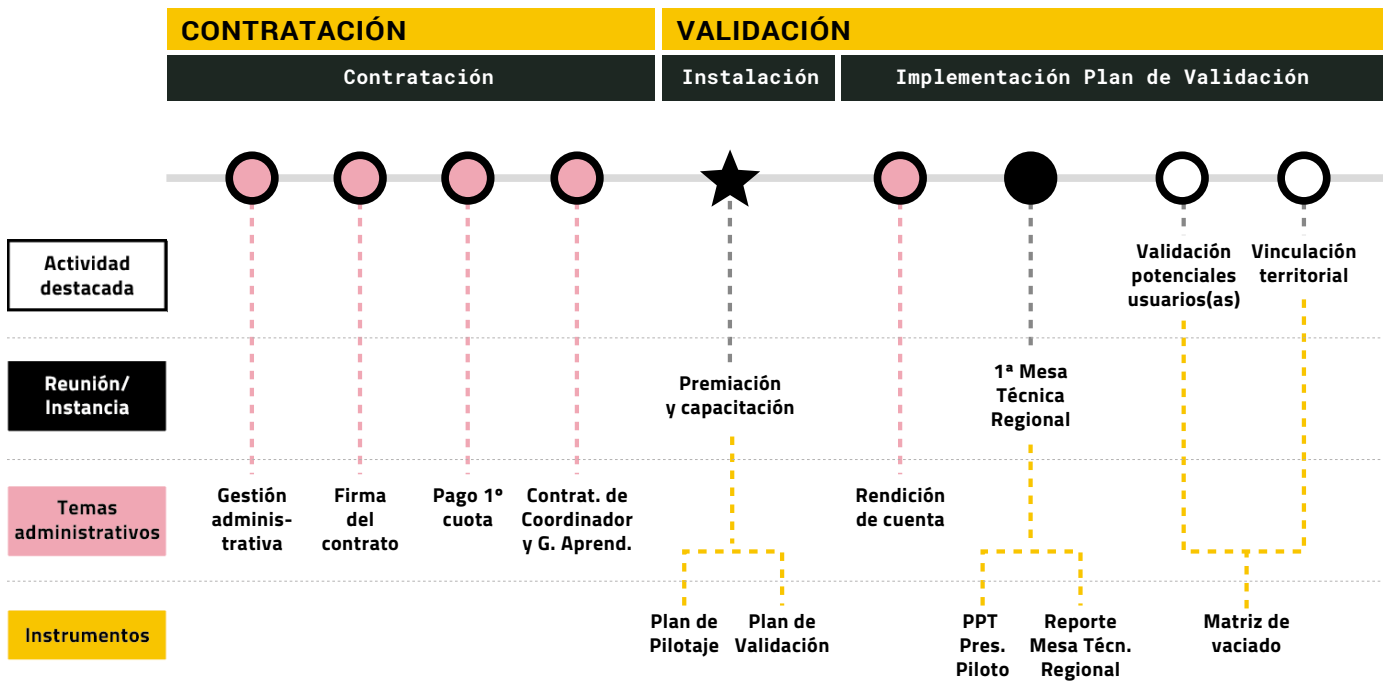 CONTRATACIÓN
VALIDACIÓN
Contratación
Instalación
Implementación Plan de Validación
Actividad
destacada
Validación
potenciales
usuarios(as)
Vinculación
territorial
Reunión/
Instancia
Premiación
y capacitación
1ª Mesa
Técnica
Regional
Temas
administrativos
Gestión
adminis-
trativa
Firma
del
contrato
Pago 1º
cuota
Contrat. de
Coordinador
y G. Aprend.
Rendición
de cuenta
Instrumentos
Plan de
Pilotaje
Plan de
Validación
PPT
Pres.
Piloto
Reporte
Mesa Técn.
Regional
Matriz de
vaciado